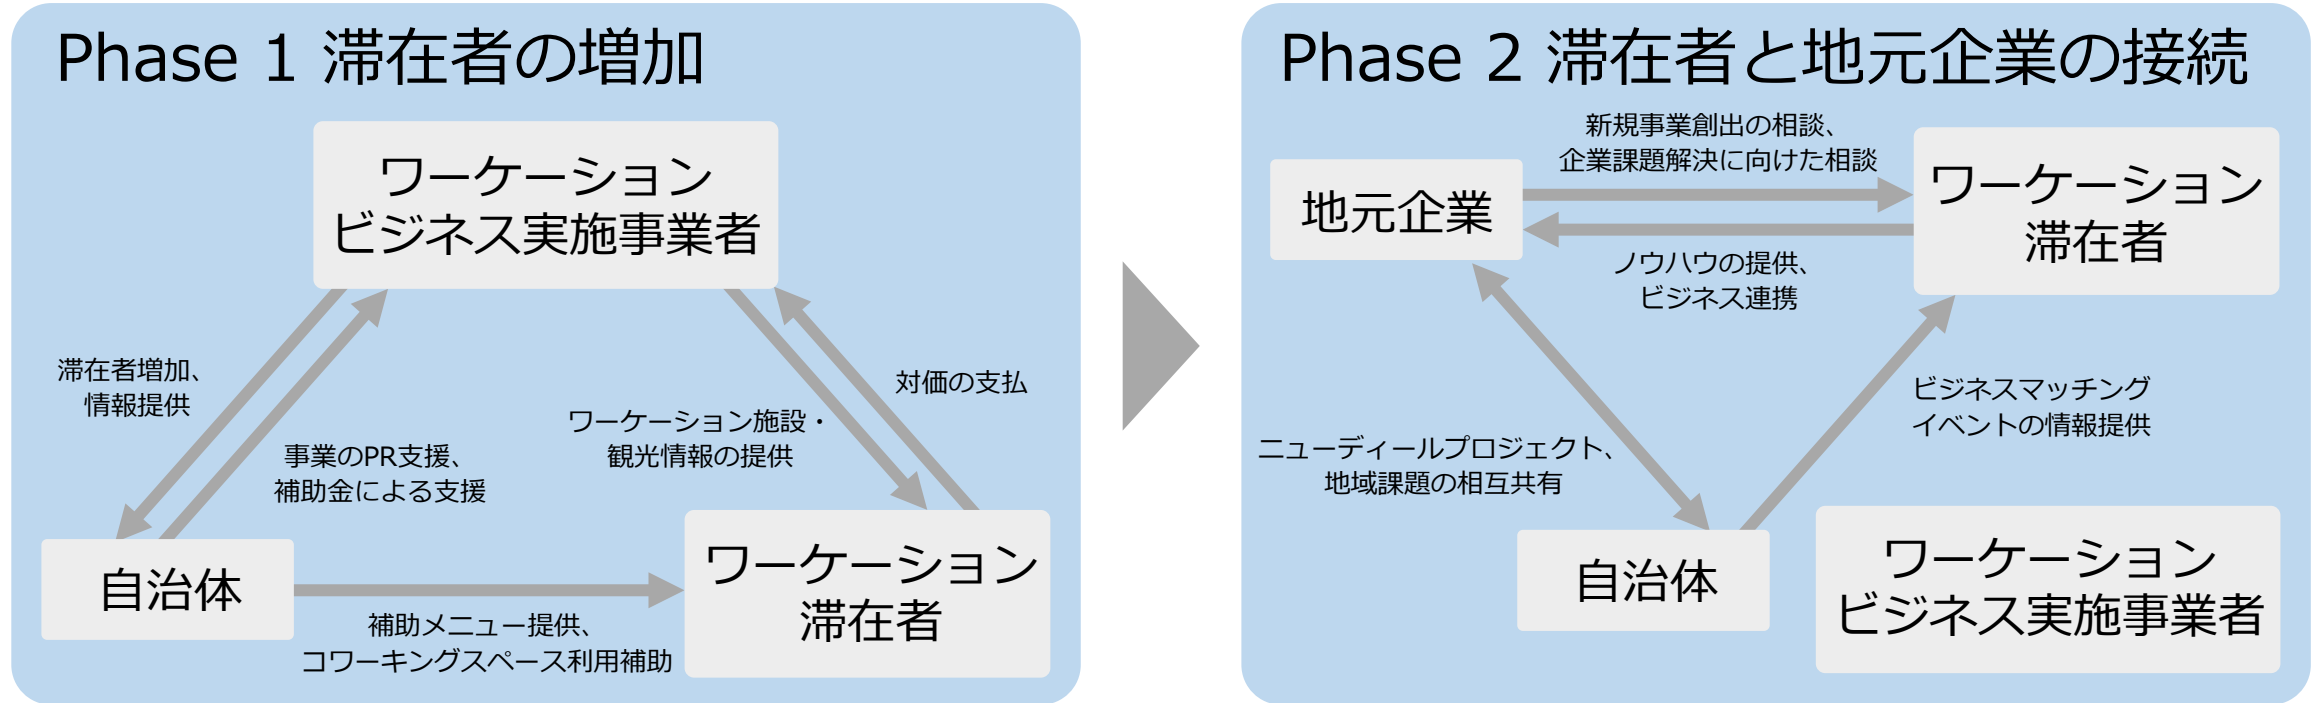 Phase 1 滞在者の増加
ワーケーション
ビジネス実施事業者
滞在者増加、
情報提供
事業のPR支援、
補助金による支援
ワーケーション施設・
観光情報の提供
対価の支払
自治体
補助メニュー提供、
コワーキングスペース利用補助
ワーケーション
滞在者
Phase 2 滞在者と地元企業の接続
地元企業
新規事業創出の相談、
企業課題解決に向けた相談
ワーケーション
滞在者
ノウハウの提供、
ビジネス連携
ニューディールプロジェクト、
地域課題の相互共有
ビジネスマッチング
イベントの情報提供
自治体
ワーケーション
ビジネス実施事業者